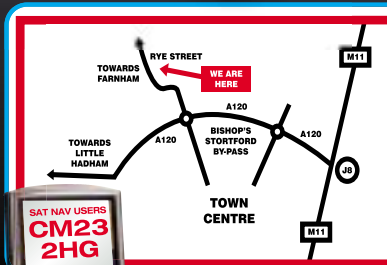 RYE STREET
M11
TOWARDS
FARNHAM
WE ARE
HERE
A120
BISHOP'S
STORTFORD
BY-PASS
A120
A120
TOWARDS
LITTLE
HADHAM
J8
TOWN
CENTRE
SAT NAV USERS
CM23
2HG
M11